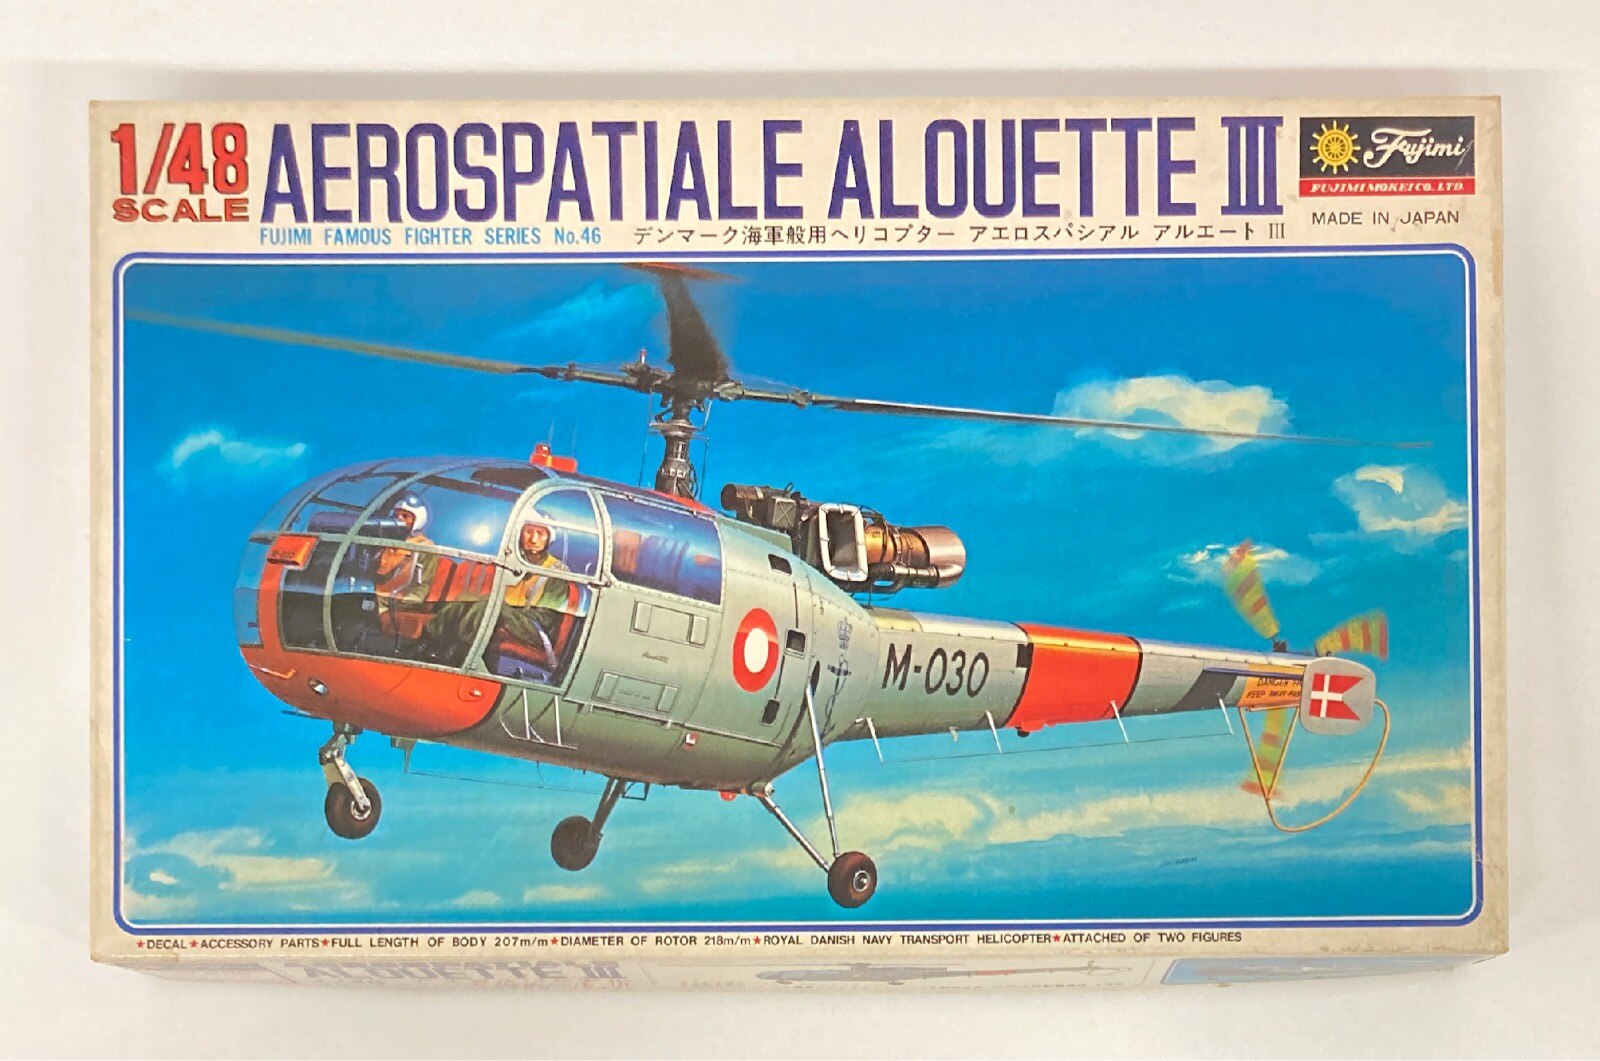 1/48
SCALE
AEROSPATIALE ALOUETTE III
Fujimi
FUJIMI MOKEI CO. LTD.
MADE IN JAPAN
FUJIMI FAMOUS FIGHTER SERIES No.46
デンマーク海軍般用ヘリコプター アエロスパシアル アルエート III
M-030
DANGER
KEEP AWAY
★DECAL★ACCESSORY PARTS★FULL LENGTH OF BODY 207m/m★DIAMETER OF ROTOR 218m/m★ROYAL DANISH NAVY TRANSPORT HELICOPTER★ATTACHED OF TWO FIGURES
ALOUETTE III